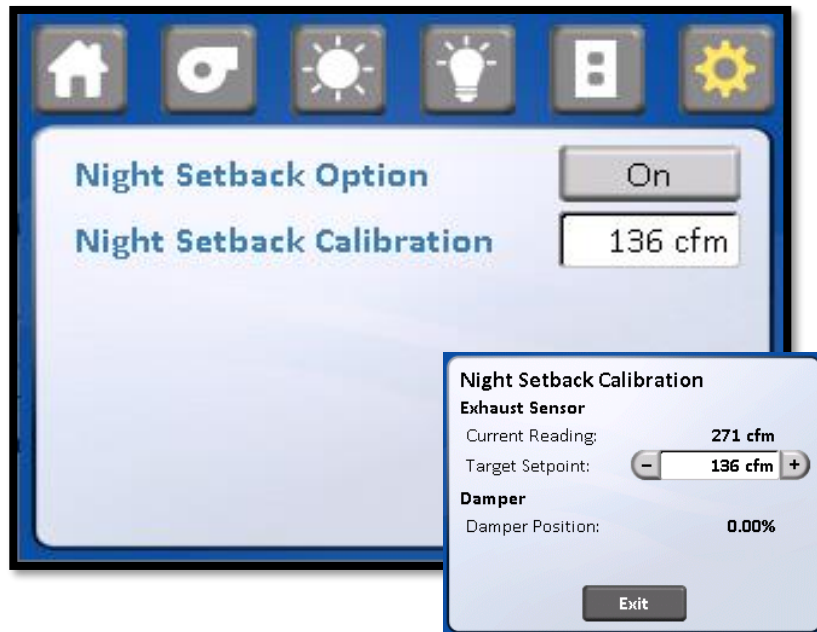 Night Setback Option On
Night Setback Calibration 136 cfm
Night Setback Calibration
Exhaust Sensor
Current Reading: 271 cfm
Target Setpoint: - 136 cfm +
Damper
Damper Position: 0.00%
Exit